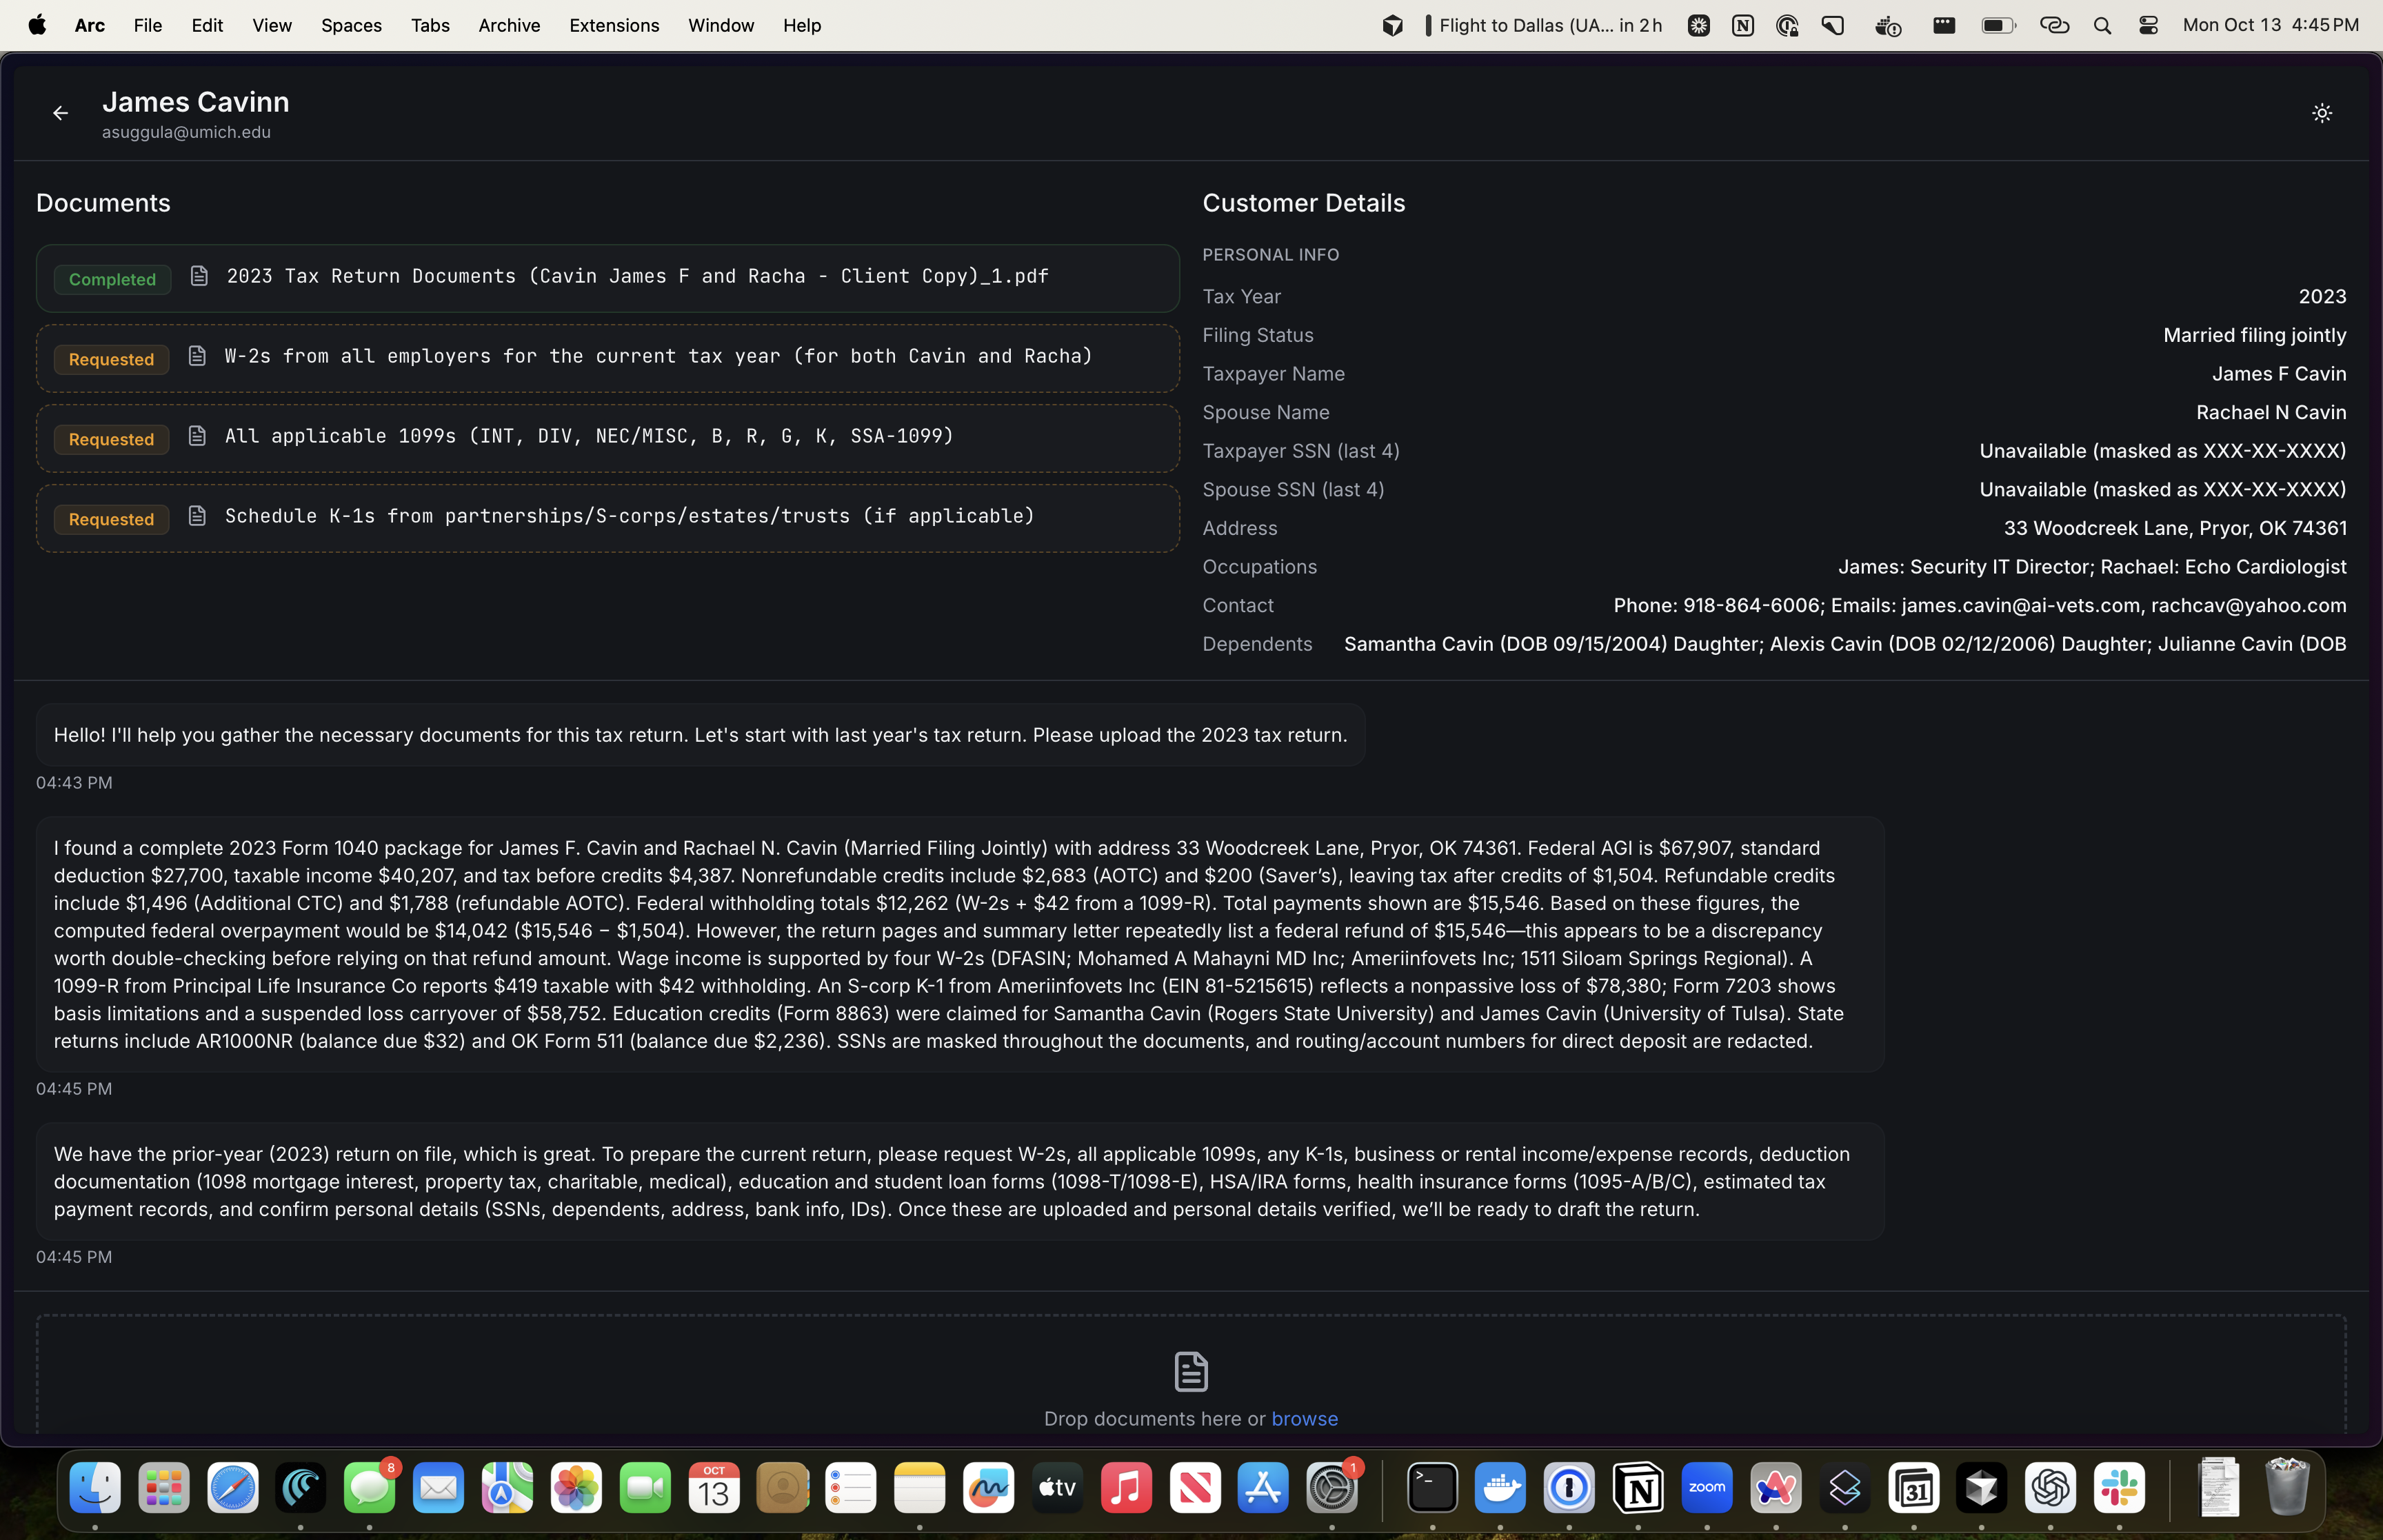 Arc File Edit View Spaces Tabs Archive Extensions Window Help
Flight to Dallas (UA... in 2 h
Mon Oct 13 4:45 PM
James Cavinn
asuggula@umich.edu
Documents
Completed 2023 Tax Return Documents (Cavin James F and Racha - Client Copy)_1.pdf
Requested W-2s from all employers for the current tax year (for both Cavin and Racha)
Requested All applicable 1099s (INT, DIV, NEC/MISC, B, R, G, K, SSA-1099)
Requested Schedule K-1s from partnerships/S-corps/estates/trusts (if applicable)
Customer Details
PERSONAL INFO
Tax Year 2023
Filing Status Married filing jointly
Taxpayer Name James F Cavin
Spouse Name Rachael N Cavin
Taxpayer SSN (last 4) Unavailable (masked as XXX-XX-XXXX)
Spouse SSN (last 4) Unavailable (masked as XXX-XX-XXXX)
Address 33 Woodcreek Lane, Pryor, OK 74361
Occupations James: Security IT Director; Rachael: Echo Cardiologist
Contact Phone: 918-864-6006; Emails: james.cavin@ai-vets.com, rachcav@yahoo.com
Dependents Samantha Cavin (DOB 09/15/2004) Daughter; Alexis Cavin (DOB 02/12/2006) Daughter; Julianne Cavin (DOB
Hello! I'll help you gather the necessary documents for this tax return. Let's start with last year's tax return. Please upload the 2023 tax return.
04:43 PM
I found a complete 2023 Form 1040 package for James F. Cavin and Rachael N. Cavin (Married Filing Jointly) with address 33 Woodcreek Lane, Pryor, OK 74361. Federal AGI is $67,907, standard
deduction $27,700, taxable income $40,207, and tax before credits $4,387. Nonrefundable credits include $2,683 (AOTC) and $200 (Saver’s), leaving tax after credits of $1,504. Refundable credits
include $1,496 (Additional CTC) and $1,788 (refundable AOTC). Federal withholding totals $12,262 (W-2s + $42 from a 1099-R). Total payments shown are $15,546. Based on these figures, the
computed federal overpayment would be $14,042 ($15,546 − $1,504). However, the return pages and summary letter repeatedly list a federal refund of $15,546—this appears to be a discrepancy
worth double-checking before relying on that refund amount. Wage income is supported by four W-2s (DFASIN; Mohamed A Mahayni MD Inc; Ameriinfovets Inc; 1511 Siloam Springs Regional). A
1099-R from Principal Life Insurance Co reports $419 taxable with $42 withholding. An S-corp K-1 from Ameriinfovets Inc (EIN 81-5215615) reflects a nonpassive loss of $78,380; Form 7203 shows
basis limitations and a suspended loss carryover of $58,752. Education credits (Form 8863) were claimed for Samantha Cavin (Rogers State University) and James Cavin (University of Tulsa). State
returns include AR1000NR (balance due $32) and OK Form 511 (balance due $2,236). SSNs are masked throughout the documents, and routing/account numbers for direct deposit are redacted.
04:45 PM
We have the prior-year (2023) return on file, which is great. To prepare the current return, please request W-2s, all applicable 1099s, any K-1s, business or rental income/expense records, deduction
documentation (1098 mortgage interest, property tax, charitable, medical), education and student loan forms (1098-T/1098-E), HSA/IRA forms, health insurance forms (1095-A/B/C), estimated tax
payment records, and confirm personal details (SSNs, dependents, address, bank info, IDs). Once these are uploaded and personal details verified, we’ll be ready to draft the return.
04:45 PM
Drop documents here or browse
8
OCT
13
tv
1
zoom
31